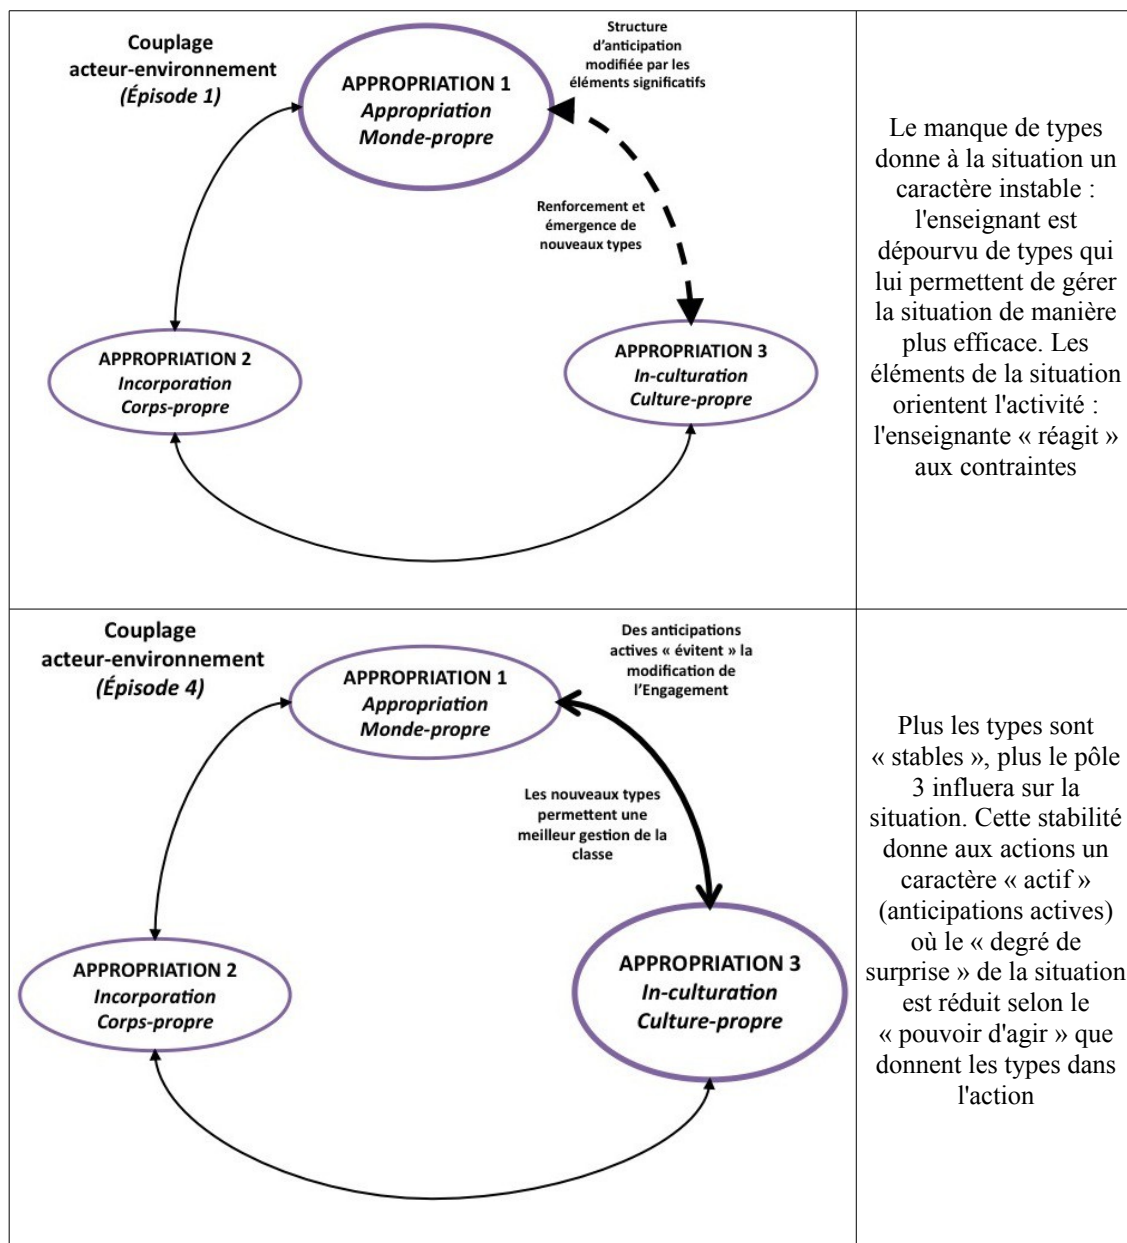 Couplage
acteur-environnement
(Épisode 1)
APPROPRIATION 1
Appropriation
Monde-propre
Structure
d'anticipation
modifiée par les
éléments significatifs
Renforcement et
émergence de
nouveaux types
APPROPRIATION 2
Incorporation
Corps-propre
APPROPRIATION 3
In-culturation
Culture-propre
Le manque de types
donne à la situation un
caractère instable :
l'enseignant est
dépourvu de types qui
lui permettent de gérer
la situation de manière
plus efficace. Les
éléments de la situation
orientent l'activité :
l'enseignante « réagit »
aux contraintes
Couplage
acteur-environnement
(Épisode 4)
APPROPRIATION 1
Appropriation
Monde-propre
Des anticipations
actives « évitent » la
modification de
l'Engagement
Les nouveaux types
permettent une
meilleur gestion de la
classe
APPROPRIATION 2
Incorporation
Corps-propre
APPROPRIATION 3
In-culturation
Culture-propre
Plus les types sont
« stables », plus le pôle
3 influera sur la
situation. Cette stabilité
donne aux actions un
caractère « actif »
(anticipations actives)
où le « degré de
surprise » de la situation
est réduit selon le
« pouvoir d'agir » que
donnent les types dans
l'action